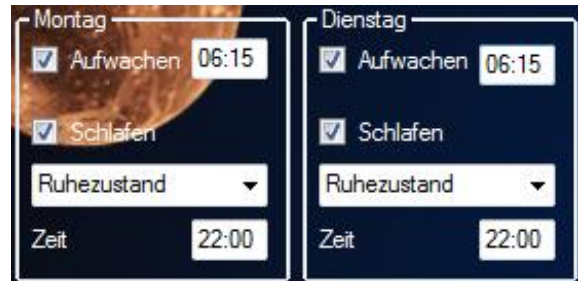 Montag
Aufwachen 06:15
Schlafen
Ruhezustand
Zeit 22:00
Dienstag
Aufwachen 06:15
Schlafen
Ruhezustand
Zeit 22:00